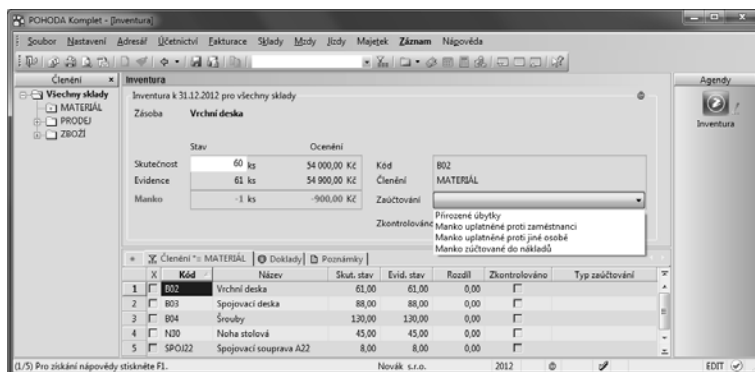 POHODA Komplet - [Inventura]
Soubor Nastavení Adresář Účetnictví Fakturace Sklady Mzdy Jízdy Majetek Záznam Nápověda
Členění × Inventura Agendy
Všechny sklady
MATERIÁL
PRODEJ
ZBOŽÍ
Inventura k 31.12.2012 pro všechny sklady
Zásoba Vrchní deska
Inventura
Stav Ocenění
Skutečnost 60 ks 54 000,00 Kč Kód B02
Evidence 61 ks 54 900,00 Kč Členění MATERIÁL
Manko -1 ks -900,00 Kč Zaúčtování
Zkontrolováno
Přirozené úbytky
Manko uplatněné proti zaměstnanci
Manko uplatněné proti jiné osobě
Manko zúčtované do nákladů
Členění *= MATERIÁL Doklady Poznámky
X Kód Název Skut. stav Evid. stav Rozdíl Zkontrolováno Typ zaúčtování
1 B02 Vrchní deska 61,00 61,00 0,00
2 B03 Spojovací deska 88,00 88,00 0,00
3 B04 Šrouby 130,00 130,00 0,00
4 N30 Noha stolová 45,00 45,00 0,00
5 SPOJ22 Spojovací souprava A22 8,00 8,00 0,00
(1/5) Pro získání nápovědy stiskněte F1. Novák s.r.o. 2012 EDIT